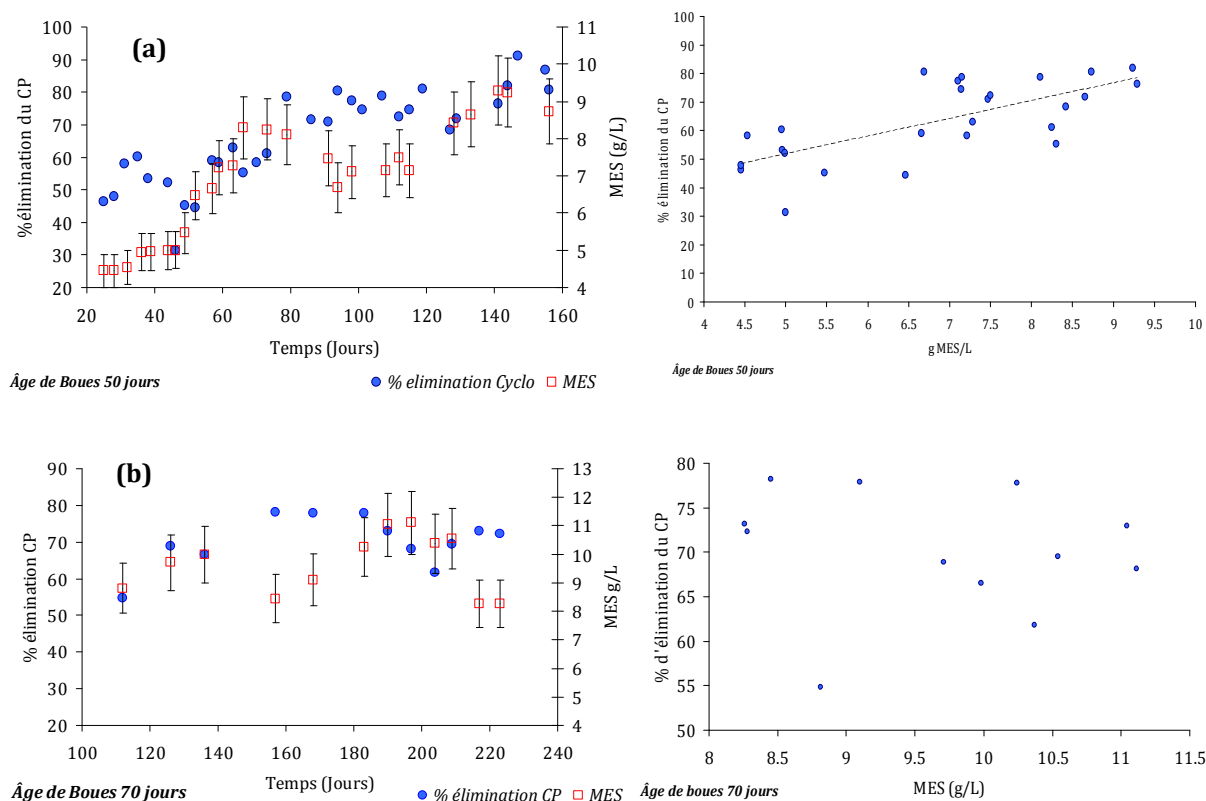 (a)
%élimination du CP
100
90
80
70
60
50
40
30
20
11
10
9
8
7
6
5
4
MES (g/L)
20 40 60 80 100 120 140 160
Temps (Jours)
Âge de Boues 50 jours
% elimination Cyclo MES
% élimination du CP
100
90
80
70
60
50
40
30
20
10
0
4 4.5 5 5.5 6 6.5 7 7.5 8 8.5 9 9.5 10
g MES/L
Âge de Boues 50 jours
(b)
% élimination CP
90
80
70
60
50
40
30
20
13
12
11
10
9
8
7
6
5
4
MES g/L
100 120 140 160 180 200 220 240
Temps (Jours)
Âge de Boues 70 jours
% élimination CP MES
% d'élimination du CP
80
75
70
65
60
55
50
8 8.5 9 9.5 10 10.5 11 11.5
MES (g/L)
Âge de boues 70 jours